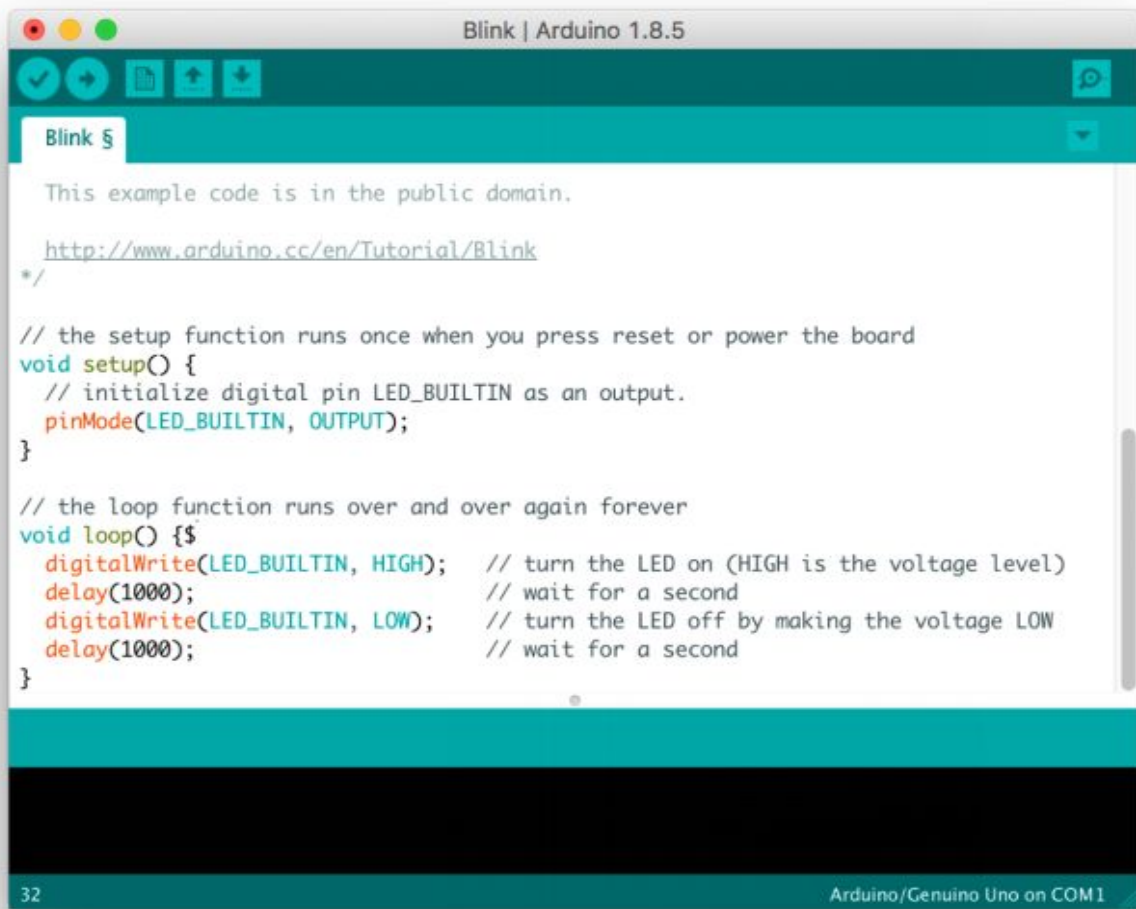 Blink | Arduino 1.8.5
Blink §
This example code is in the public domain.
http://www.arduino.cc/en/Tutorial/Blink
*/
// the setup function runs once when you press reset or power the board
void setup() {
  // initialize digital pin LED_BUILTIN as an output.
  pinMode(LED_BUILTIN, OUTPUT);
}
// the loop function runs over and over again forever
void loop() {$
  digitalWrite(LED_BUILTIN, HIGH);   // turn the LED on (HIGH is the voltage level)
  delay(1000);                       // wait for a second
  digitalWrite(LED_BUILTIN, LOW);    // turn the LED off by making the voltage LOW
  delay(1000);                       // wait for a second
}
32 Arduino/Genuino Uno on COM1